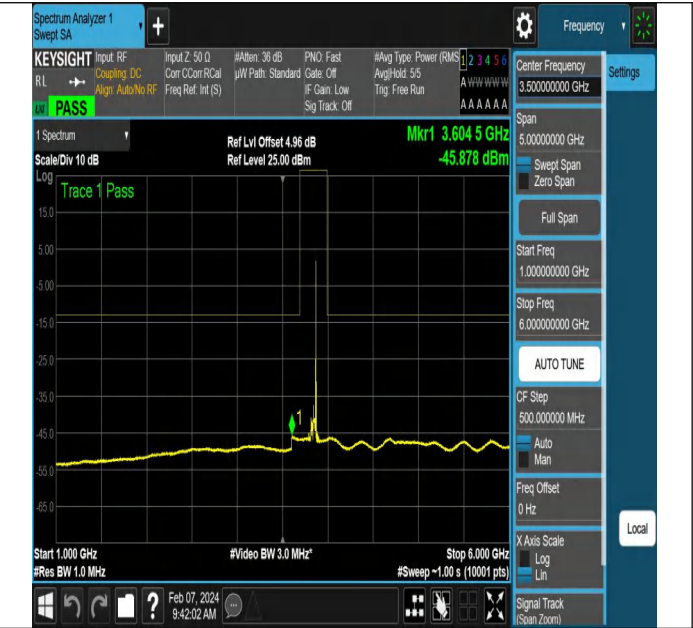 Spectrum Analyzer 1
Swept SA
+
Frequency
KEYSIGHT
RL
PASS
Input: RF
Coupling: DC
Align: Auto/No RF
Input Z: 50 Ω
Corr CCorr RCal
Freq Ref: Int (S)
#Atten: 36 dB
µW Path: Standard
PNO: Fast
Gate: Off
IF Gain: Low
Sig Track: Off
#Avg Type: Power (RMS)
Avg|Hold: 5/5
Trig: Free Run
1 2 3 4 5 6
A W W W W W
A A A A A A
1 Spectrum
Scale/Div 10 dB
Ref Lvl Offset 4.96 dB
Ref Level 25.00 dBm
Mkr1 3.604 5 GHz
-45.878 dBm
Log
Trace 1 Pass
15.0
5.00
-5.00
-15.0
-25.0
-35.0
1
-45.0
-55.0
-65.0
Start 1.000 GHz
#Res BW 1.0 MHz
#Video BW 3.0 MHz*
Stop 6.000 GHz
#Sweep ~1.00 s (10001 pts)
?
Feb 07, 2024
9:42:02 AM
Center Frequency
3.50000000 GHz
Settings
Span
5.00000000 GHz
Swept Span
Zero Span
Full Span
Start Freq
1.000000000 GHz
Stop Freq
6.000000000 GHz
AUTO TUNE
CF Step
500.000000 MHz
Auto
Man
Freq Offset
0 Hz
X Axis Scale
Log
Lin
Local
Signal Track
(Span Zoom)